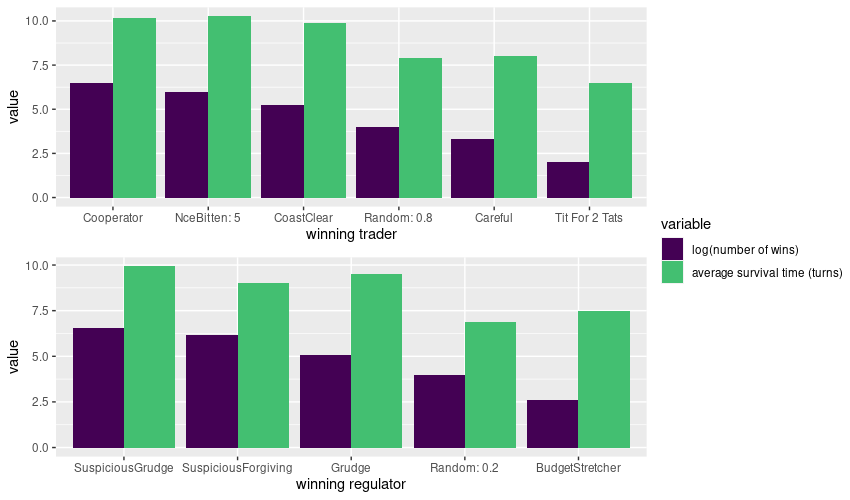 10.0
7.5
5.0
2.5
0.0
value
Cooperator NceBitten: 5 CoastClear Random: 0.8 Careful Tit For 2 Tats
winning trader
variable
log(number of wins)
average survival time (turns)
10.0
7.5
5.0
2.5
0.0
value
SuspiciousGrudge SuspiciousForgiving Grudge Random: 0.2 BudgetStretcher
winning regulator